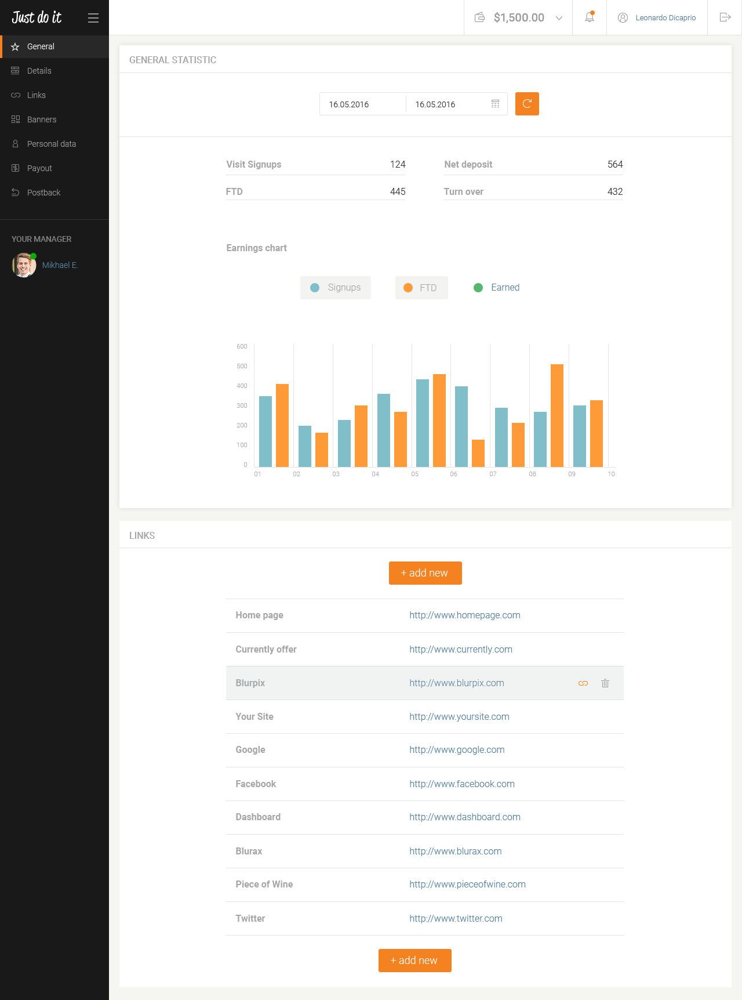 Just do it
$1,500.00
Leonardo Dicaprio
General
Details
Links
Banners
Personal data
Payout
Postback
YOUR MANAGER
Mikhael E.
GENERAL STATISTIC
16.05.2016 16.05.2016
Visit Signups 124 Net deposit 564
FTD 445 Turn over 432
Earnings chart
Signups FTD Earned
600
500
400
300
200
100
0
01 02 03 04 05 06 07 08 09 10
LINKS
+ add new
Home page http://www.homepage.com
Currently offer http://www.currently.com
Blurpix http://www.blurpix.com
Your Site http://www.yoursite.com
Google http://www.google.com
Facebook http://www.facebook.com
Dashboard http://www.dashboard.com
Blurax http://www.blurax.com
Piece of Wine http://www.pieceofwine.com
Twitter http://www.twitter.com
+ add new